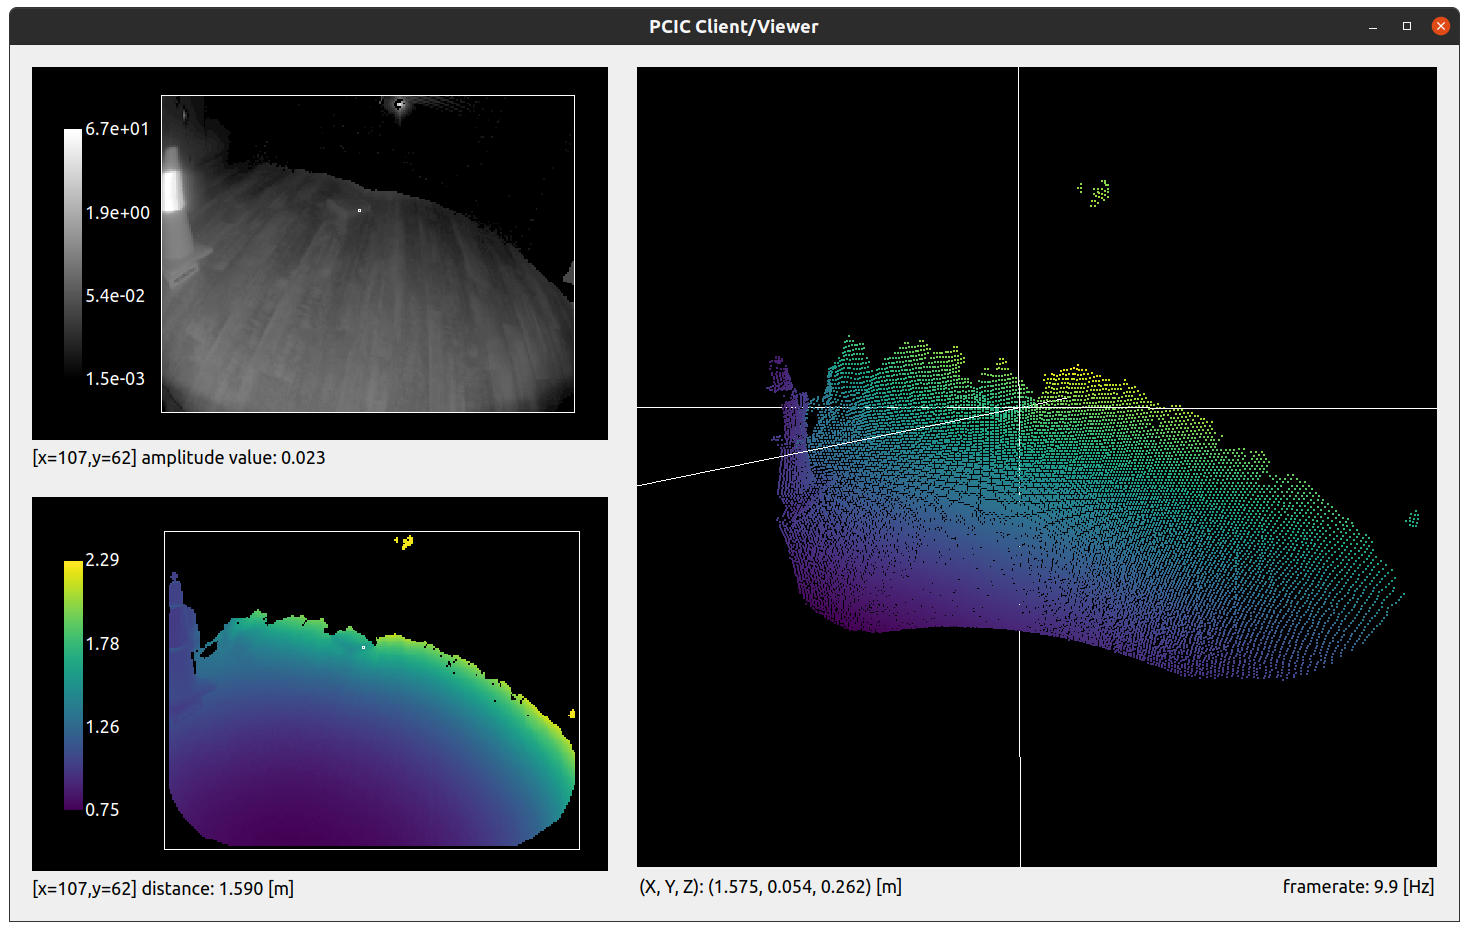 PCIC Client/Viewer
6.7e+01
1.9e+00
5.4e-02
1.5e-03
[x=107,y=62] amplitude value: 0.023
2.29
1.78
1.26
0.75
[x=107,y=62] distance: 1.590 [m]
(X, Y, Z): (1.575, 0.054, 0.262) [m]
framerate: 9.9 [Hz]